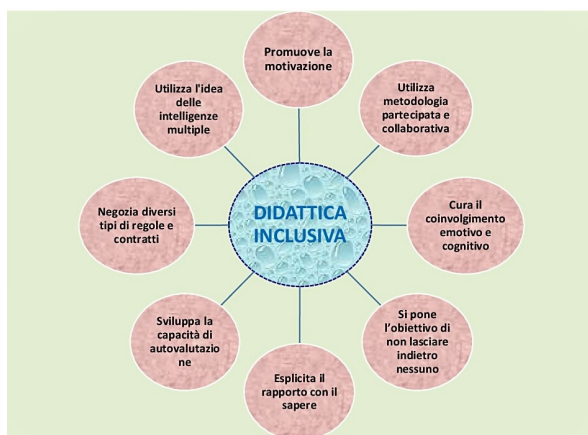 Promuove la
motivazione
Utilizza
metodologia
partecipata e
collaborativa
Cura il
coinvolgimento
emotivo e
cognitivo
Si pone
l'obiettivo di
non lasciare
indietro
nessuno
Esplicita il
rapporto con il
sapere
Sviluppa la
capacità di
autovalutazio
ne
Negozia diversi
tipi di regole e
contratti
Utilizza l'idea
delle
intelligenze
multiple
DIDATTICA
INCLUSIVA